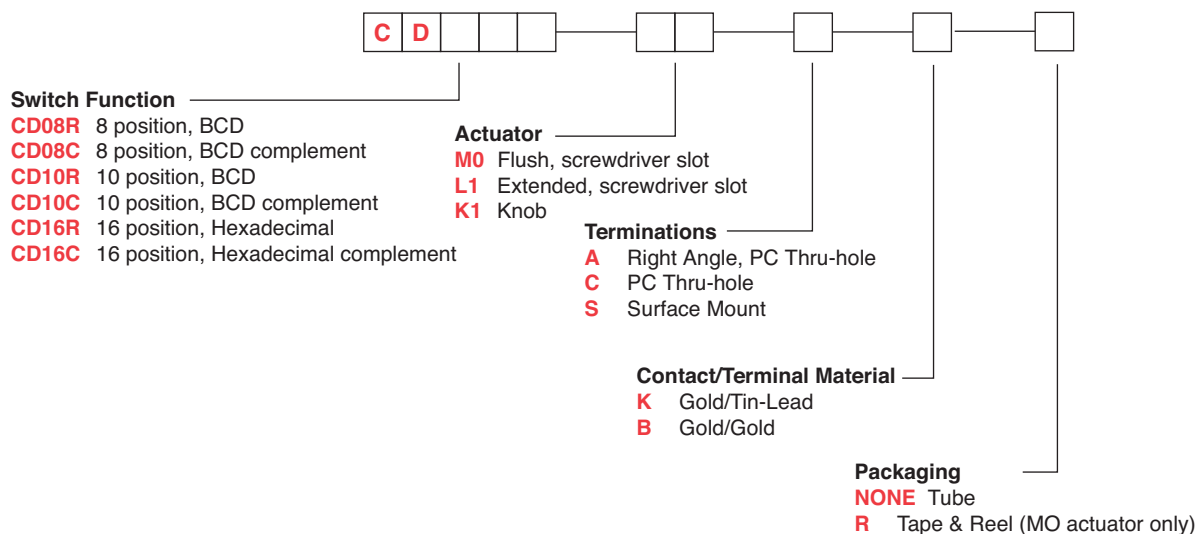 C D
Switch Function
CD08R 8 position, BCD
CD08C 8 position, BCD complement
CD10R 10 position, BCD
CD10C 10 position, BCD complement
CD16R 16 position, Hexadecimal
CD16C 16 position, Hexadecimal complement
Actuator
M0 Flush, screwdriver slot
L1 Extended, screwdriver slot
K1 Knob
Terminations
A Right Angle, PC Thru-hole
C PC Thru-hole
S Surface Mount
Contact/Terminal Material
K Gold/Tin-Lead
B Gold/Gold
Packaging
NONE Tube
R Tape & Reel (MO actuator only)